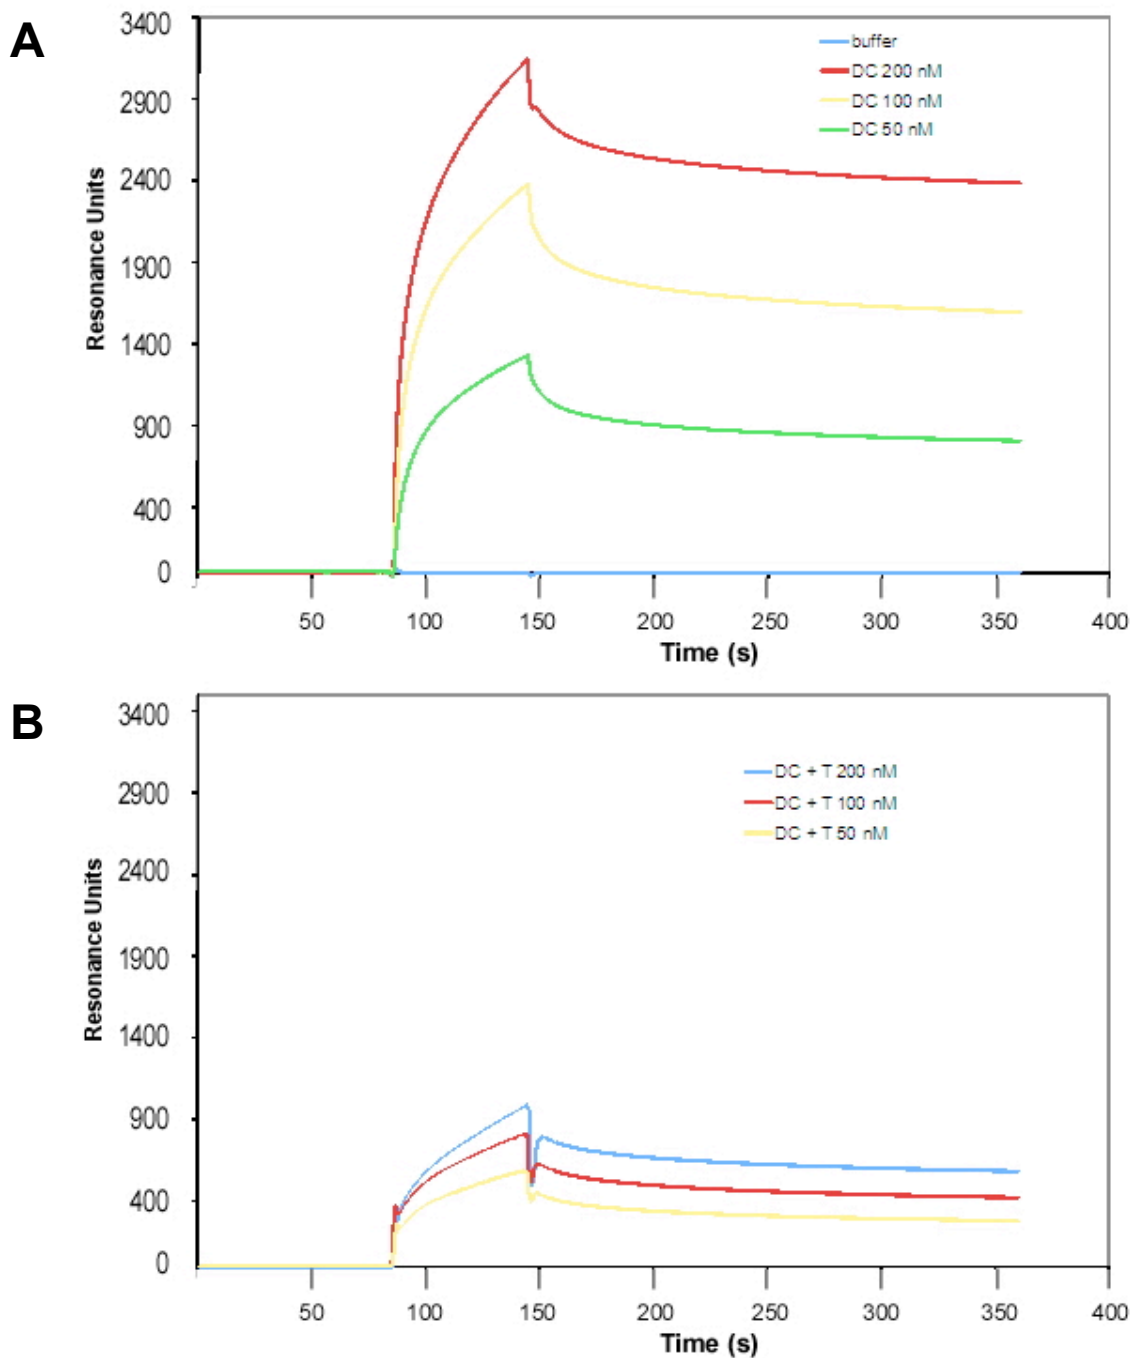 A
3400
2900
2400
1900
1400
900
400
0
Resonance Units
buffer
DC 200 nM
DC 100 nM
DC 50 nM
50 100 150 200 250 300 350 400
Time (s)
B
3400
2900
2400
1900
1400
900
400
0
Resonance Units
DC + T 200 nM
DC + T 100 nM
DC + T 50 nM
50 100 150 200 250 300 350 400
Time (s)